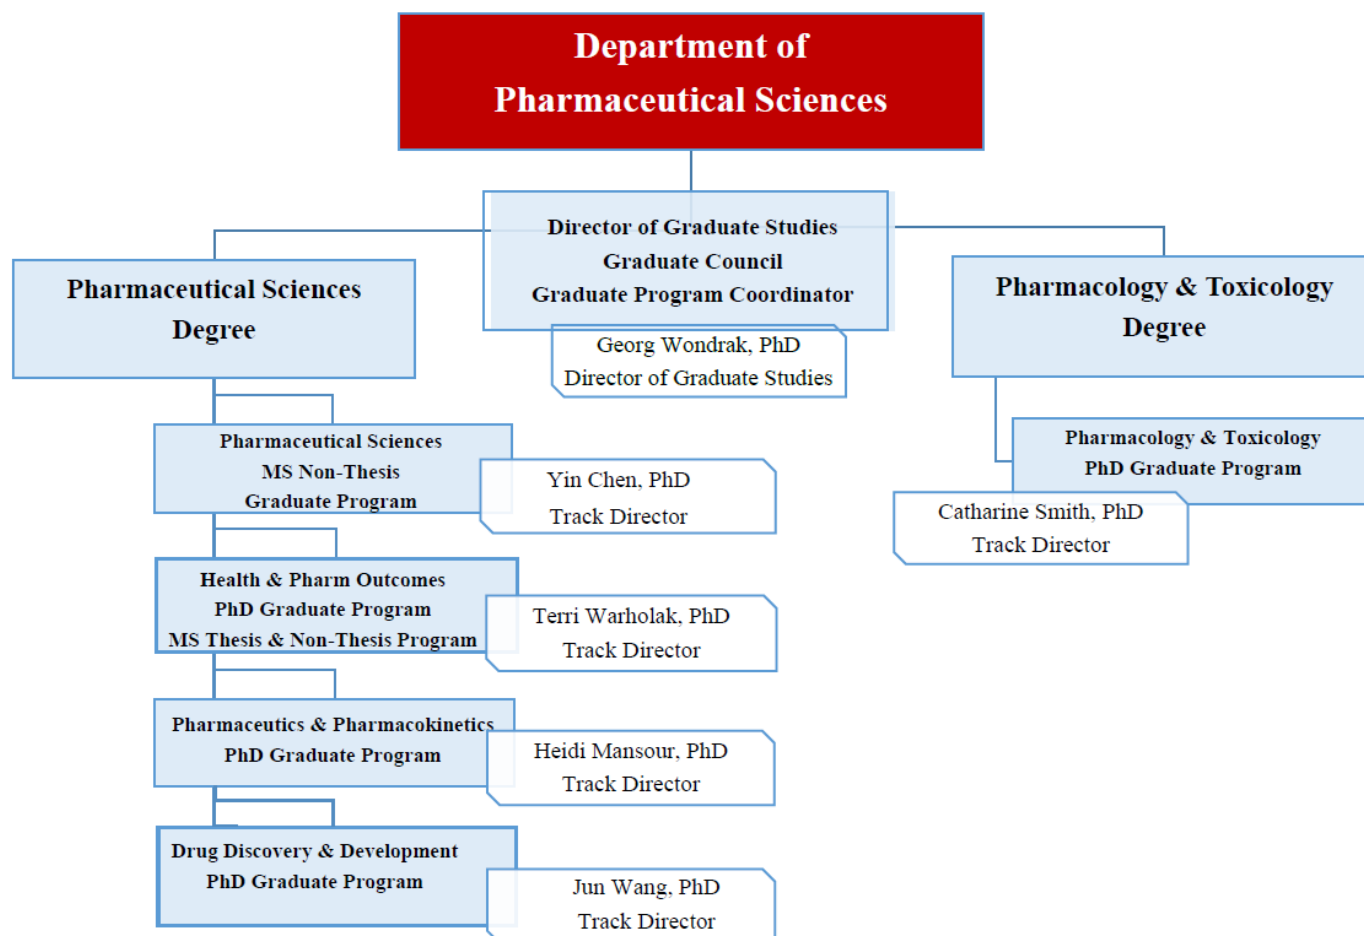 Department of
Pharmaceutical Sciences
Director of Graduate Studies
Graduate Council
Graduate Program Coordinator
Georg Wondrak, PhD
Director of Graduate Studies
Pharmaceutical Sciences
Degree
Pharmaceutical Sciences
MS Non-Thesis
Graduate Program
Yin Chen, PhD
Track Director
Health & Pharm Outcomes
PhD Graduate Program
MS Thesis & Non-Thesis Program
Terri Warholak, PhD
Track Director
Pharmaceutics & Pharmacokinetics
PhD Graduate Program
Heidi Mansour, PhD
Track Director
Drug Discovery & Development
PhD Graduate Program
Jun Wang, PhD
Track Director
Pharmacology & Toxicology
Degree
Pharmacology & Toxicology
PhD Graduate Program
Catharine Smith, PhD
Track Director